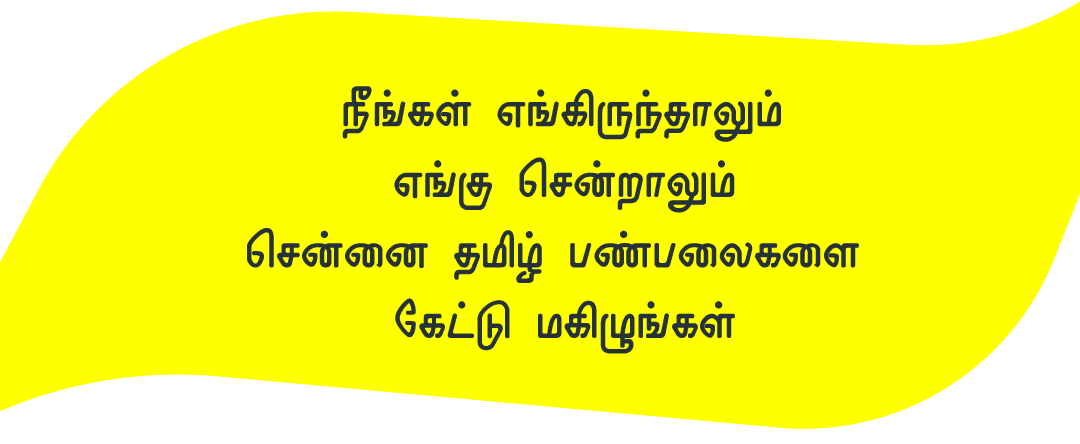 நீங்கள் எங்கிருந்தாலும்
எங்கு சென்றாலும்
சென்னை தமிழ் பண்பலைகளை
கேட்டு மகிழுங்கள்